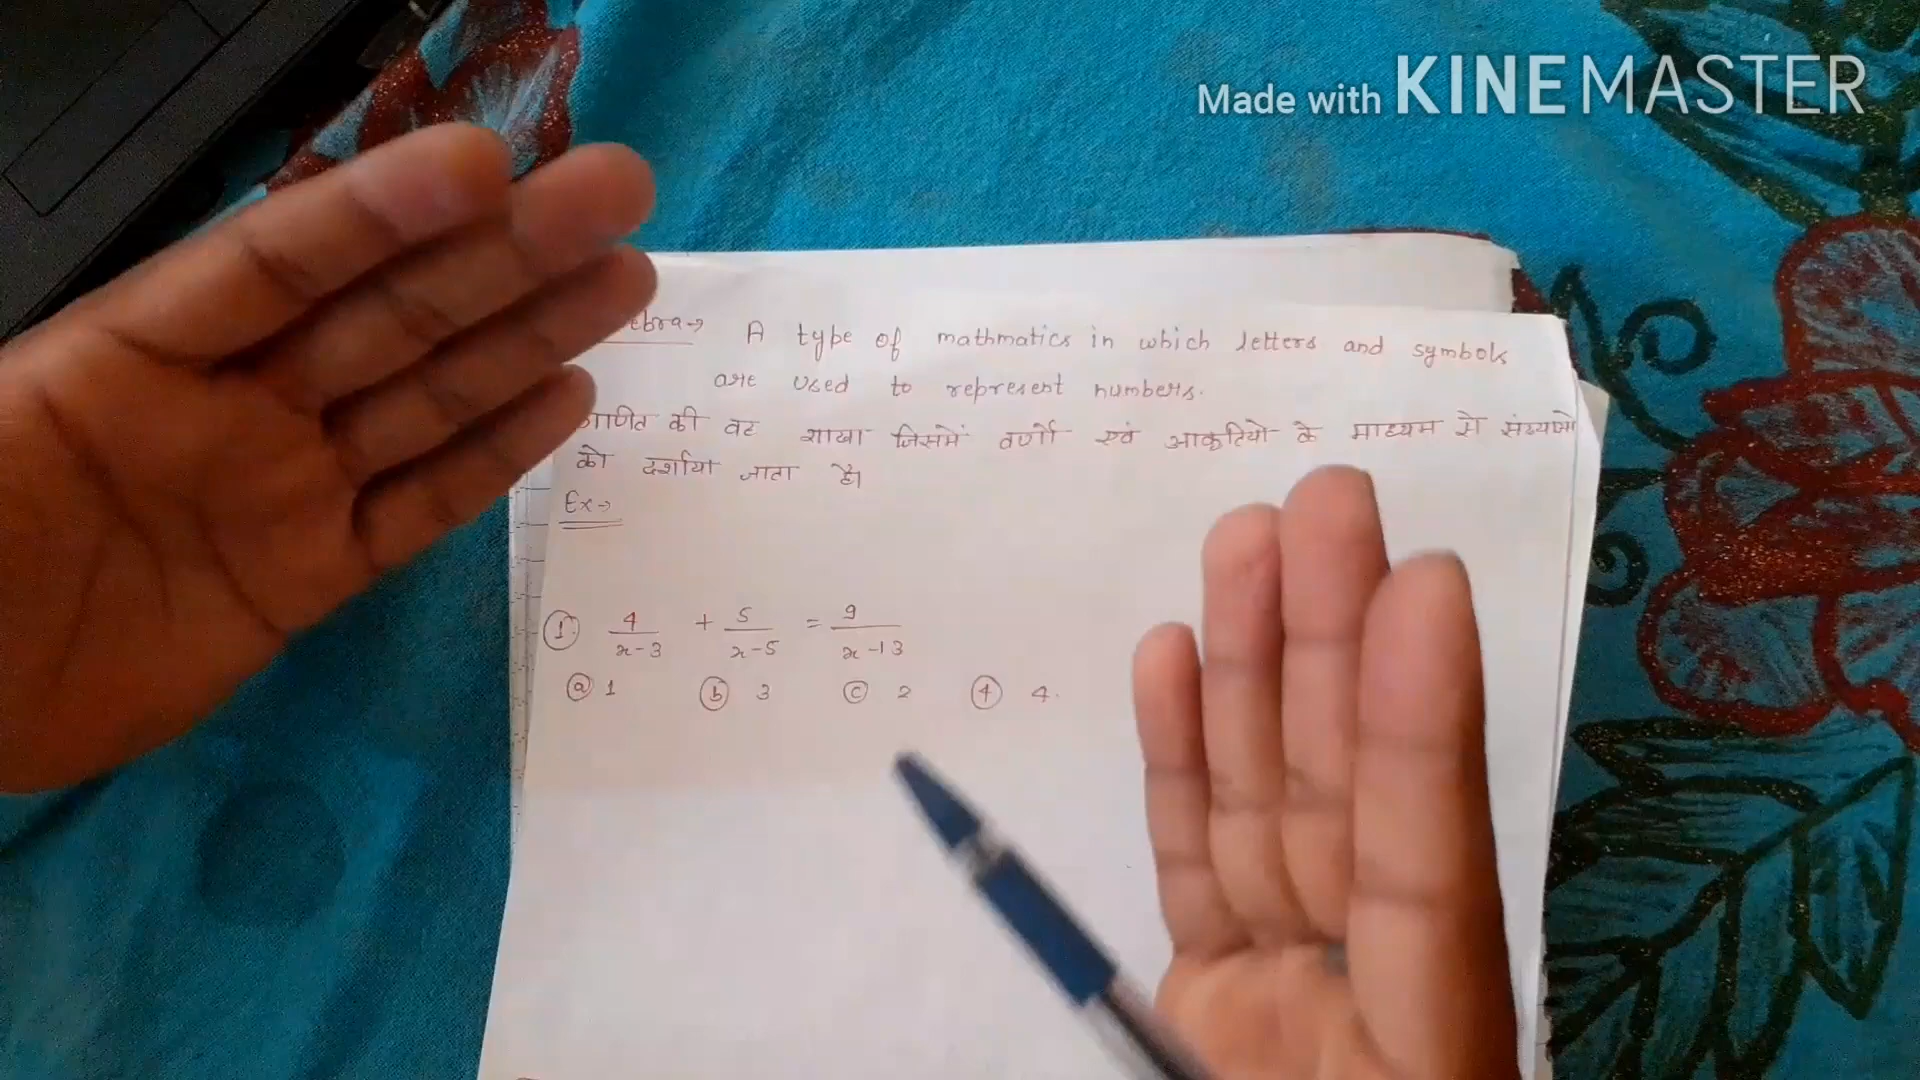 Made with KINEMASTER
ebra→ A type of mathmatics in which letters and symbols
are used to represent numbers.
गणित की वह शाखा जिसमें वर्णो एवं आकृतियो के माध्यम से संख्याओ
को दर्शाया जाता है।
Ex→
① 4/x-3 + 5/x-5 = 9/x-13
ⓐ 1 ⓑ 3 ⓒ 2 ④ 4.